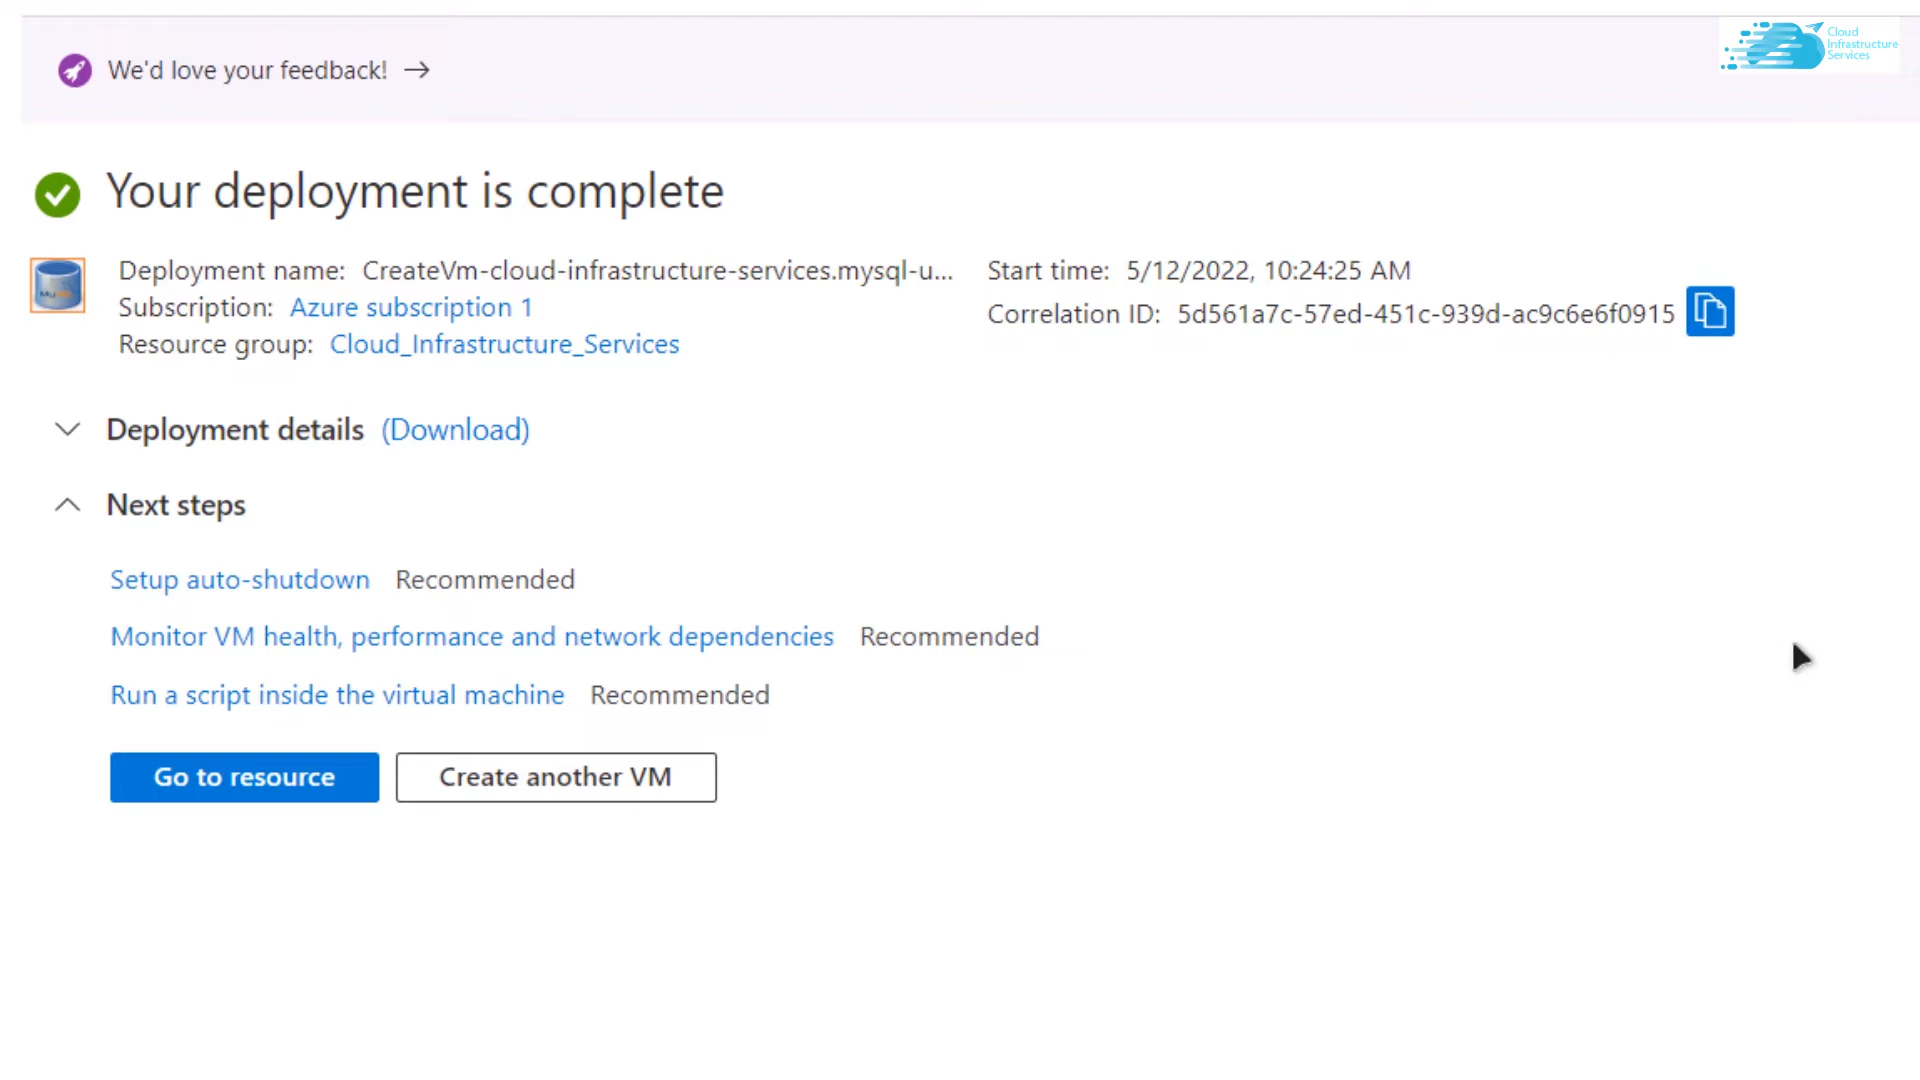 We'd love your feedback! →
Cloud
Infrastructure
Services
Your deployment is complete
Deployment name: CreateVm-cloud-infrastructure-services.mysql-u...
Subscription: Azure subscription 1
Resource group: Cloud_Infrastructure_Services
Start time: 5/12/2022, 10:24:25 AM
Correlation ID: 5d561a7c-57ed-451c-939d-ac9c6e6f0915
Deployment details (Download)
Next steps
Setup auto-shutdown Recommended
Monitor VM health, performance and network dependencies Recommended
Run a script inside the virtual machine Recommended
Go to resource
Create another VM